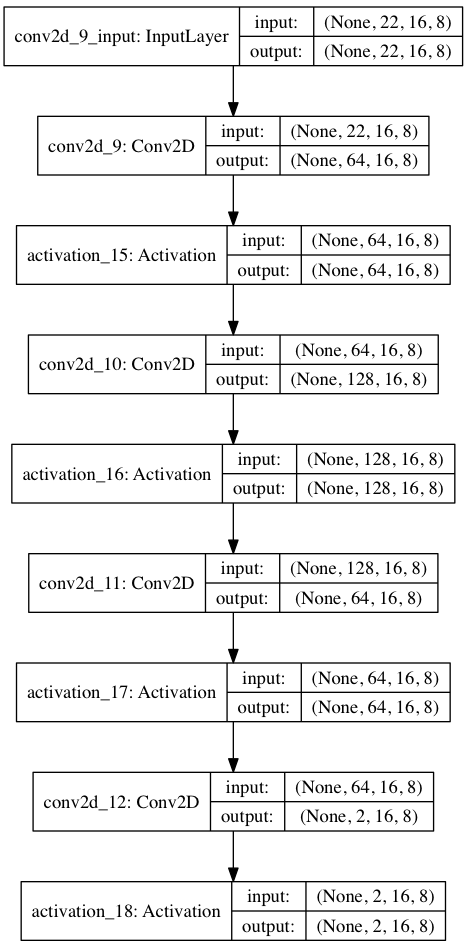 conv2d_9_input: InputLayer
input: (None, 22, 16, 8)
output: (None, 22, 16, 8)
conv2d_9: Conv2D
input: (None, 22, 16, 8)
output: (None, 64, 16, 8)
activation_15: Activation
input: (None, 64, 16, 8)
output: (None, 64, 16, 8)
conv2d_10: Conv2D
input: (None, 64, 16, 8)
output: (None, 128, 16, 8)
activation_16: Activation
input: (None, 128, 16, 8)
output: (None, 128, 16, 8)
conv2d_11: Conv2D
input: (None, 128, 16, 8)
output: (None, 64, 16, 8)
activation_17: Activation
input: (None, 64, 16, 8)
output: (None, 64, 16, 8)
conv2d_12: Conv2D
input: (None, 64, 16, 8)
output: (None, 2, 16, 8)
activation_18: Activation
input: (None, 2, 16, 8)
output: (None, 2, 16, 8)